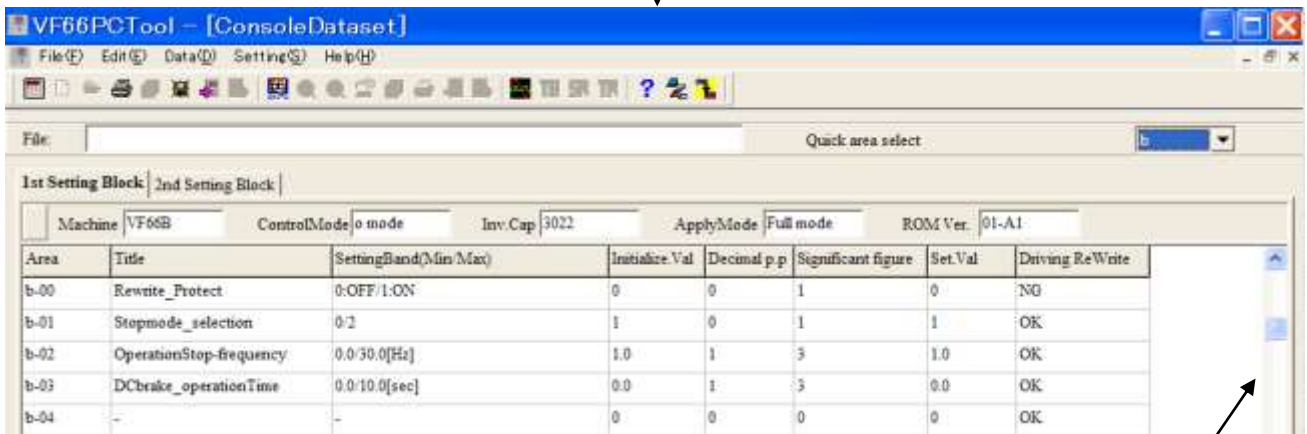 VF66PCTool - [ConsoleDataset]
File(F) Edit(E) Data(D) Setting(S) Help(H)
File: Quick area select b
1st Setting Block 2nd Setting Block
Machine VF66B ControlMode o mode Inv.Cap 3022 ApplyMode Full mode ROM Ver. 01-A1
Area Title SettingBand(Min/Max) Initialize.Val Decimal p.p Significant figure Set.Val Driving ReWrite
b-00 Rewrite_Protect 0:OFF/1:ON 0 0 1 0 NG
b-01 Stopmode_selection 0/2 1 0 1 1 OK
b-02 OperationStop-frequency 0.0/30.0[Hz] 1.0 1 3 1.0 OK
b-03 DCbrake_operationTime 0.0/10.0[sec] 0.0 1 3 0.0 OK
b-04 - - 0 0 0 0 OK